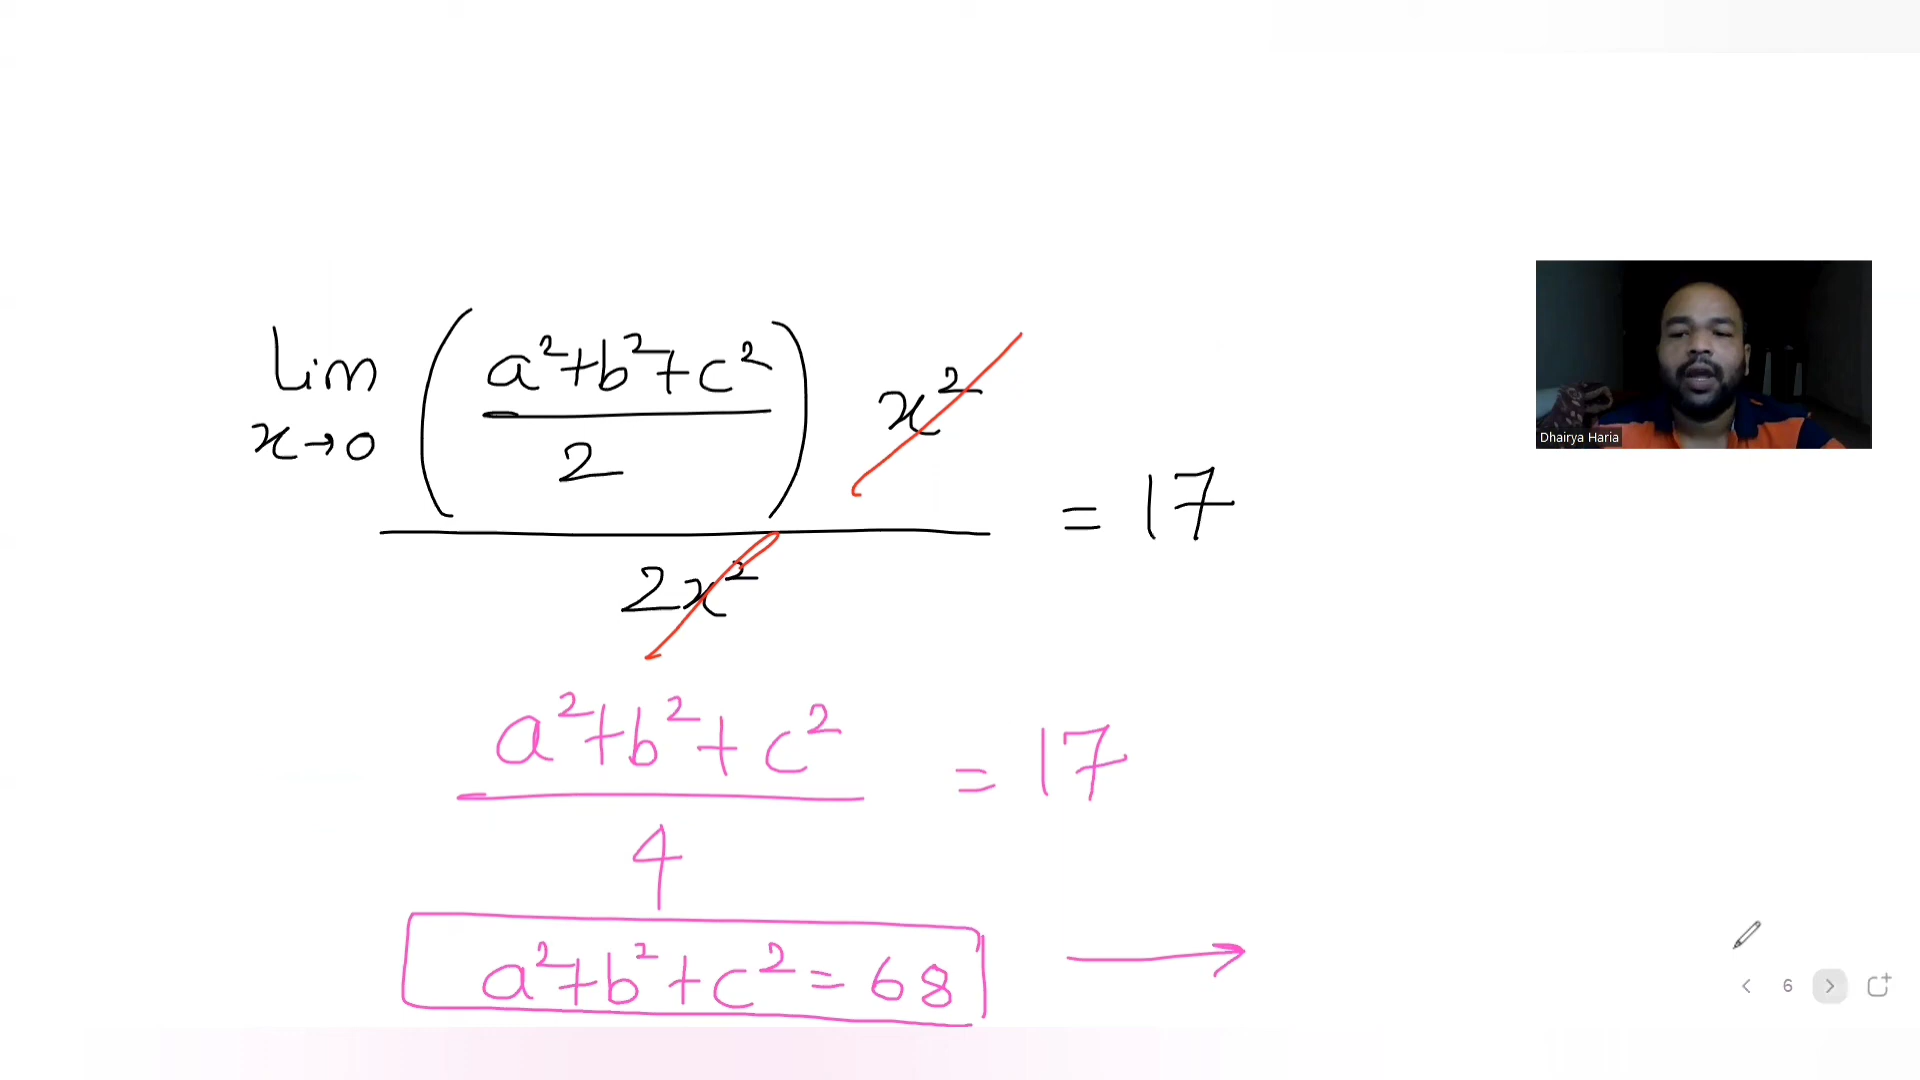 Lim x→0 ((a²+b²+c²)/2) x² / 2x² = 17
(a²+b²+c²)/4 = 17
a²+b²+c² = 68 →
Dhairya Haria
< 6 >